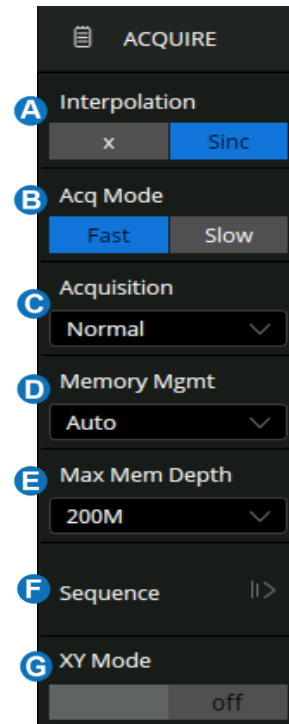 ACQUIRE
A Interpolation
x Sinc
B Acq Mode
Fast Slow
C Acquisition
Normal
D Memory Mgmt
Auto
E Max Mem Depth
200M
F Sequence
G XY Mode
off